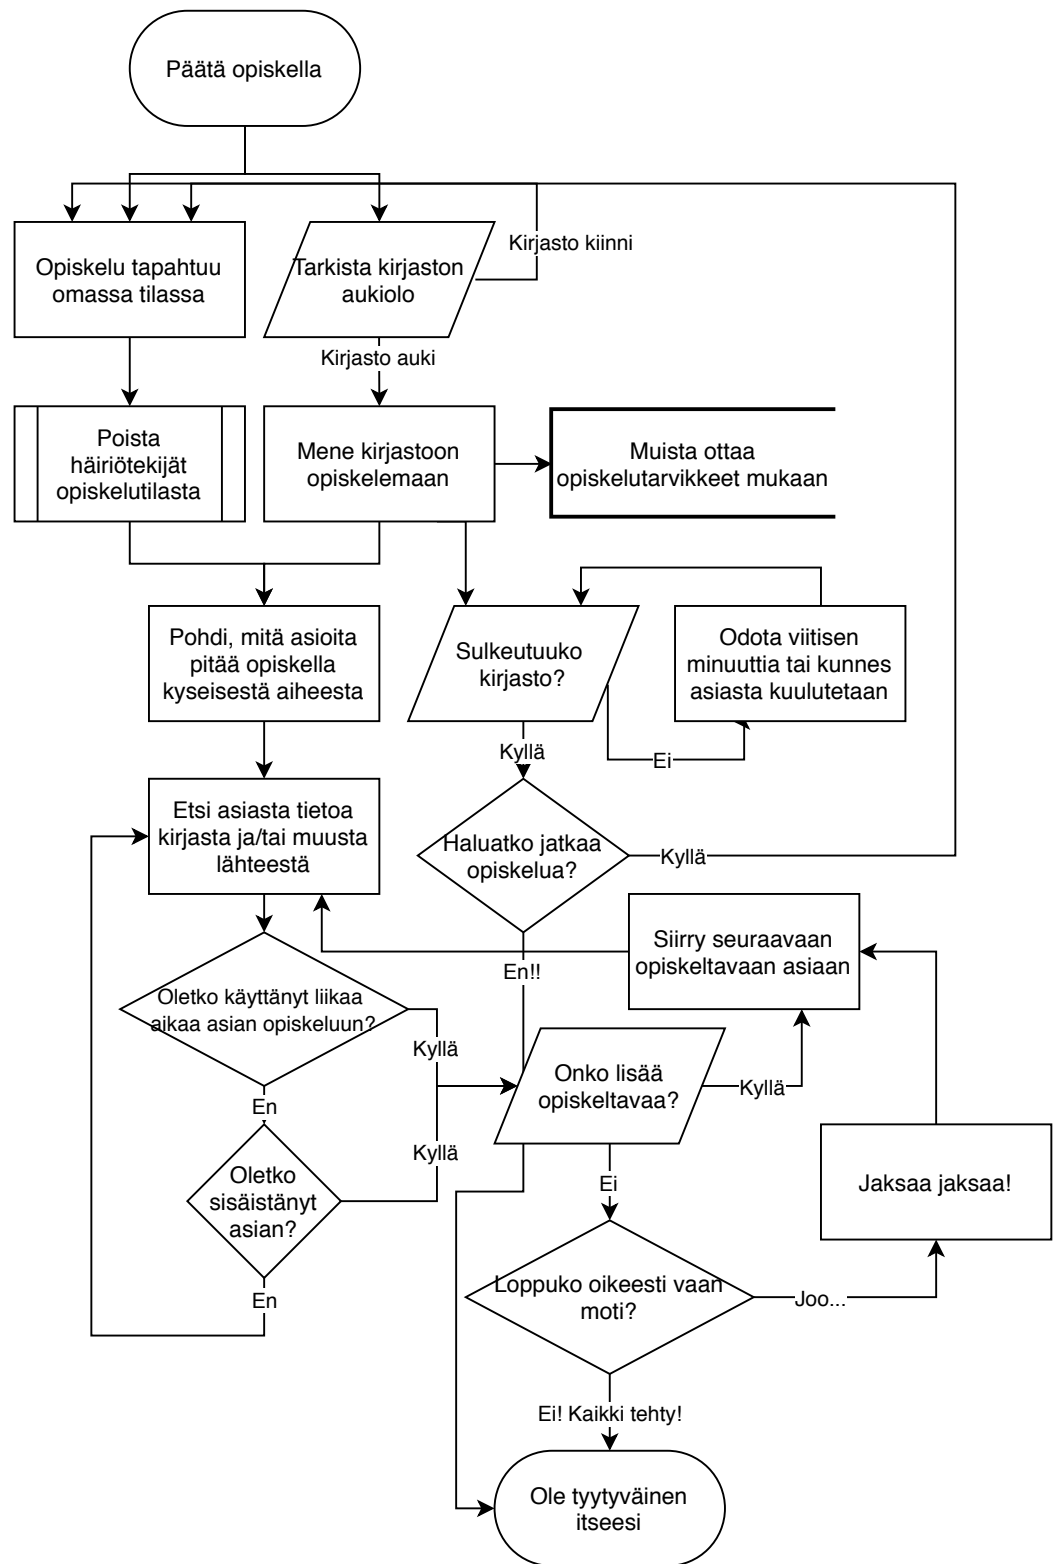 Päätä opiskella
Kirjasto kiinni
Opiskelu tapahtuu
omassa tilassa
Tarkista kirjaston
aukiolo
Kirjasto auki
Poista
häiriötekijät
opiskelutilasta
Mene kirjastoon
opiskelemaan
Muista ottaa
opiskelutarvikkeet mukaan
Pohdi, mitä asioita
pitää opiskella
kyseisestä aiheesta
Sulkeutuuko
kirjasto?
Odota viitisen
minuuttia tai kunnes
asiasta kuulutetaan
Kyllä
Ei
Etsi asiasta tietoa
kirjasta ja/tai muusta
lähteestä
Haluatko jatkaa
opiskelua?
Kyllä
Siirry seuraavaan
opiskeltavaan asiaan
En!!
Oletko käyttänyt liikaa
aikaa asian opiskeluun?
Kyllä
Onko lisää
opiskeltavaa?
Kyllä
En
Kyllä
Oletko
sisäistänyt
asian?
Ei
Jaksaa jaksaa!
En
Loppuko oikeesti vaan
moti?
Joo...
Ei! Kaikki tehty!
Ole tyytyväinen
itseesi